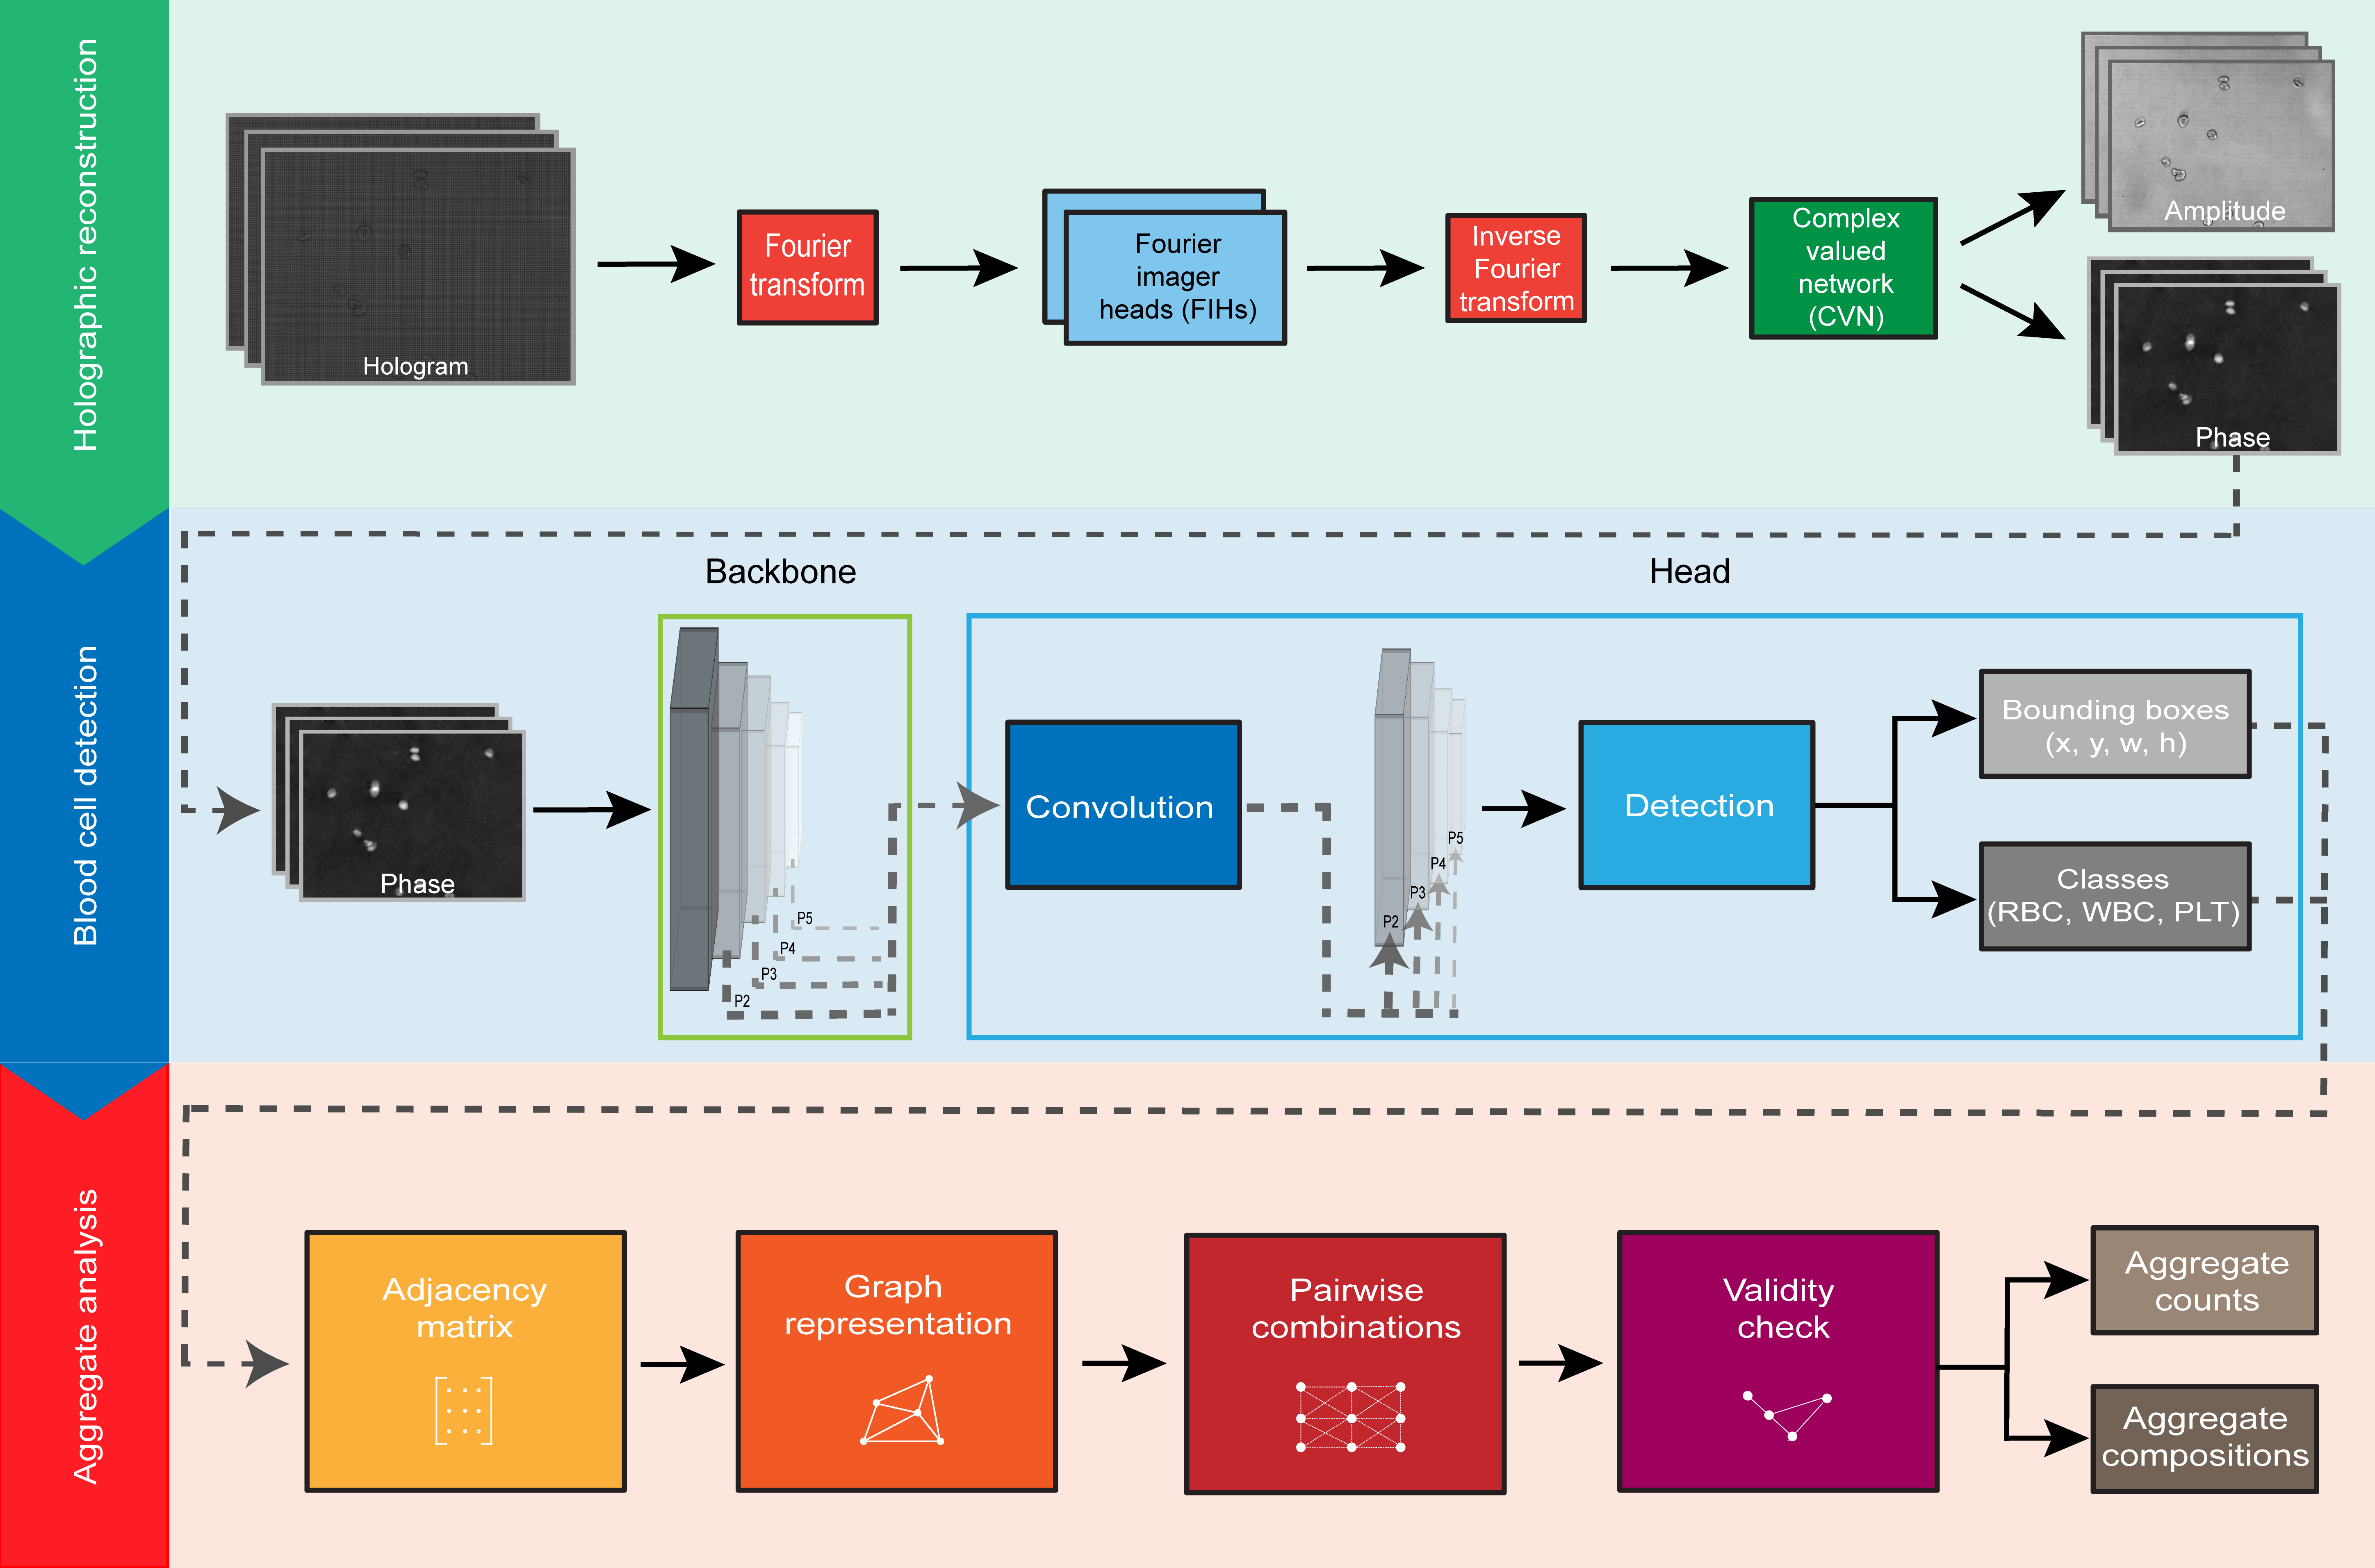 Holographic reconstruction
Hologram
Fourier
transform
Fourier
imager
heads (FIHs)
Inverse
Fourier
transform
Complex
valued
network
(CVN)
Amplitude
Phase
Blood cell detection
Backbone
Head
Phase
P5
P4
P3
P2
Convolution
P5
P4
P3
P2
Detection
Bounding boxes
(x, y, w, h)
Classes
(RBC, WBC, PLT)
Aggregate analysis
Adjacency
matrix
Graph
representation
Pairwise
combinations
Validity
check
Aggregate
counts
Aggregate
compositions